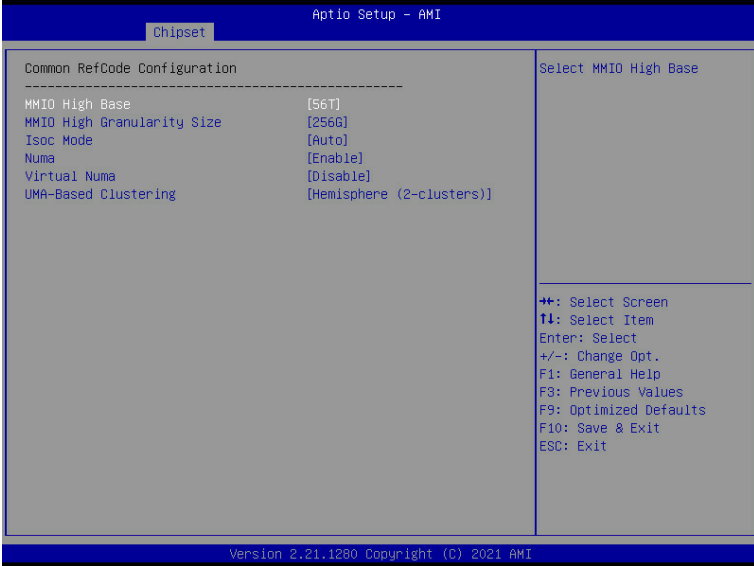 Aptio Setup – AMI
Chipset
Common RefCode Configuration
--------------------------------------------------
MMIO High Base [56T]
MMIO High Granularity Size [256G]
Isoc Mode [Auto]
Numa [Enable]
Virtual Numa [Disable]
UMA-Based Clustering [Hemisphere (2-clusters)]
Select MMIO High Base
→←: Select Screen
↑↓: Select Item
Enter: Select
+/-: Change Opt.
F1: General Help
F3: Previous Values
F9: Optimized Defaults
F10: Save & Exit
ESC: Exit
Version 2.21.1280 Copyright (C) 2021 AMI